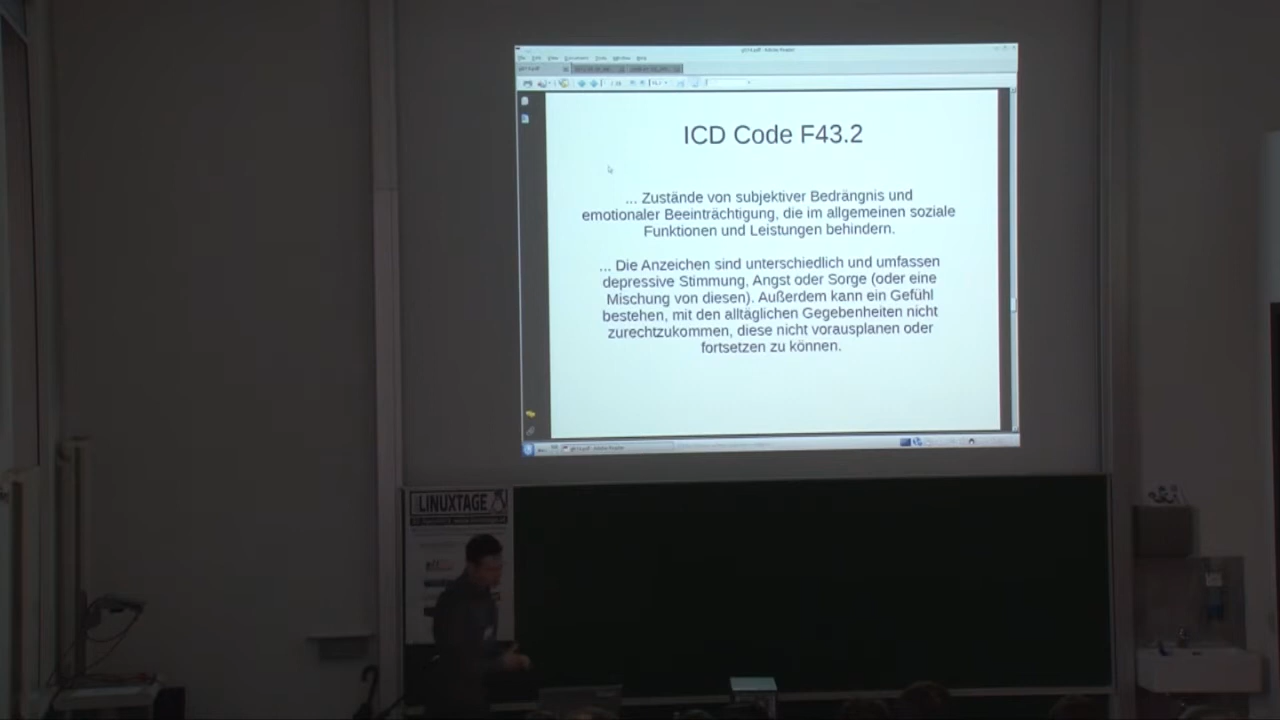 ICD Code F43.2
... Zustände von subjektiver Bedrängnis und
emotionaler Beeinträchtigung, die im allgemeinen soziale
Funktionen und Leistungen behindern.
... Die Anzeichen sind unterschiedlich und umfassen
depressive Stimmung, Angst oder Sorge (oder eine
Mischung von diesen). Außerdem kann ein Gefühl
bestehen, mit den alltäglichen Gegebenheiten nicht
zurechtzukommen, diese nicht vorausplanen oder
fortsetzen zu können.
LINUXTAGE